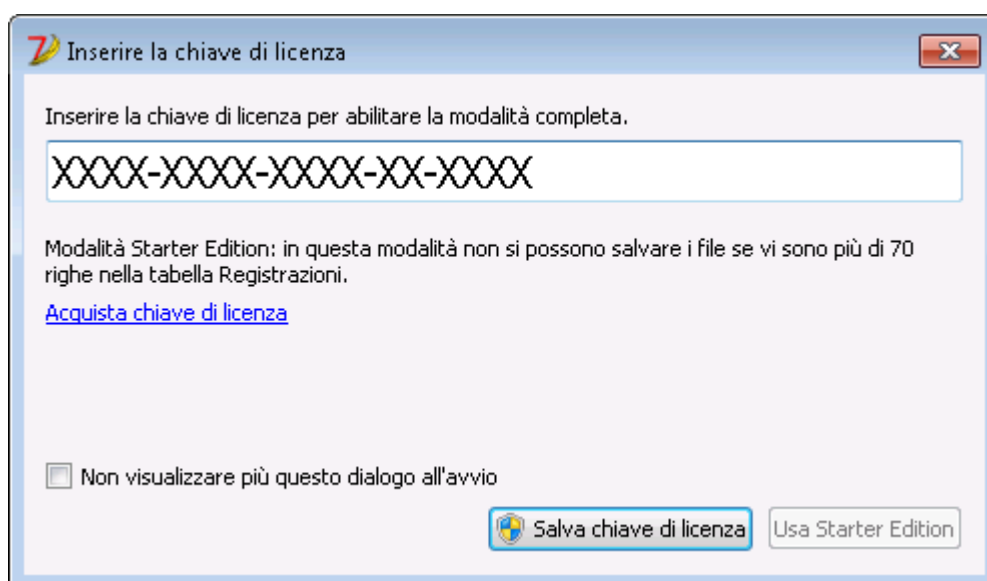 Inserire la chiave di licenza
Inserire la chiave di licenza per abilitare la modalità completa.
XXXX-XXXX-XXXX-XX-XXXX
Modalità Starter Edition: in questa modalità non si possono salvare i file se vi sono più di 70
righe nella tabella Registrazioni.
Acquista chiave di licenza
Non visualizzare più questo dialogo all'avvio
Salva chiave di licenza
Usa Starter Edition